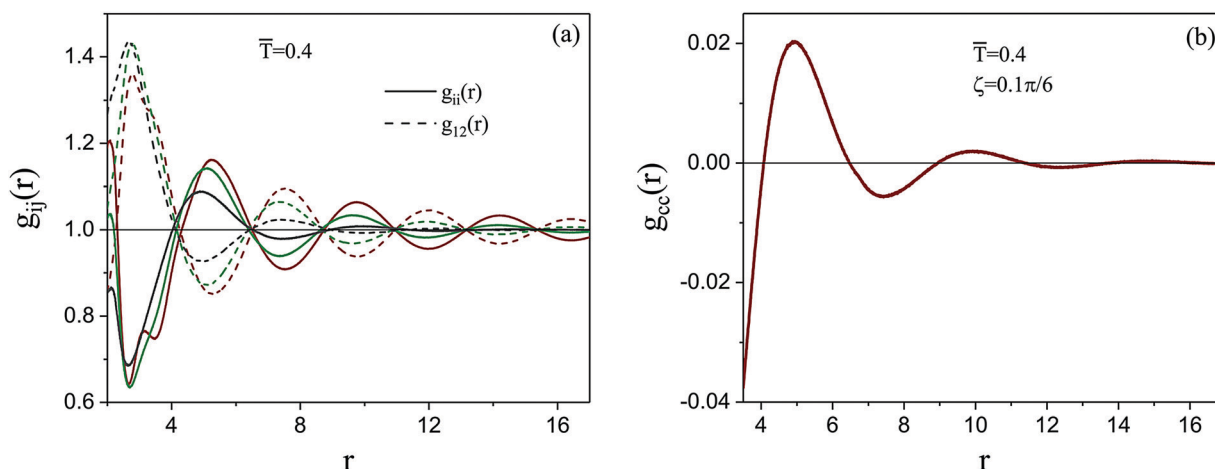 (a)
T̅=0.4
g_ii(r)
g_12(r)
g_ij(r)
1.4
1.2
1.0
0.8
0.6
4 8 12 16
r
(b)
T̅=0.4
ζ=0.1π/6
g_cc(r)
0.02
0.00
-0.02
-0.04
4 6 8 10 12 14 16
r